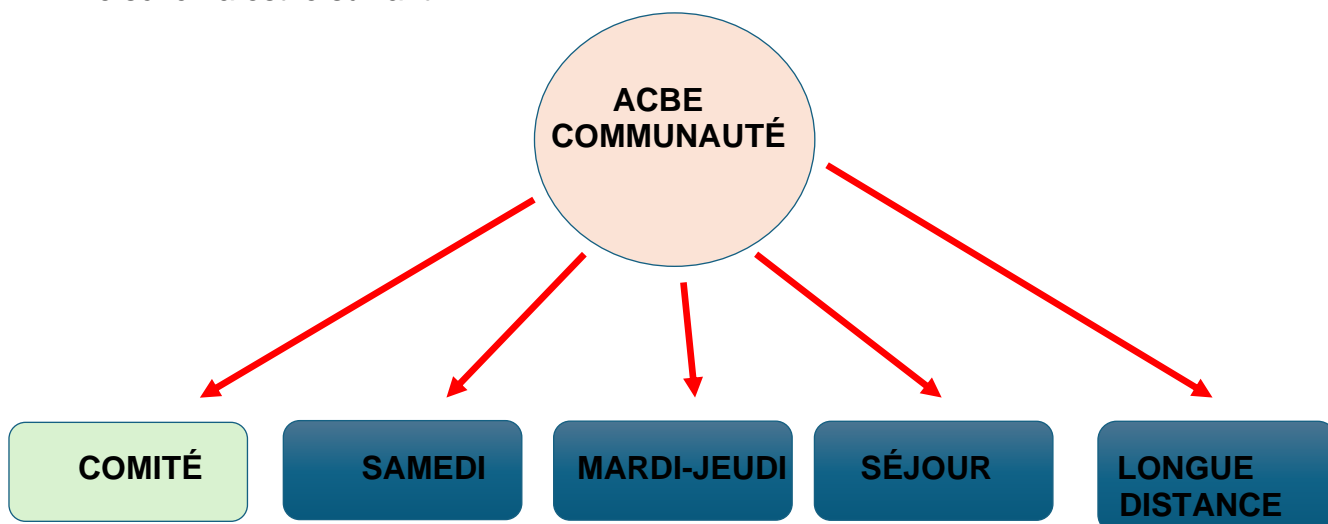 ACBE
COMMUNAUTÉ
COMITÉ
SAMEDI
MARDI-JEUDI
SÉJOUR
LONGUE
DISTANCE